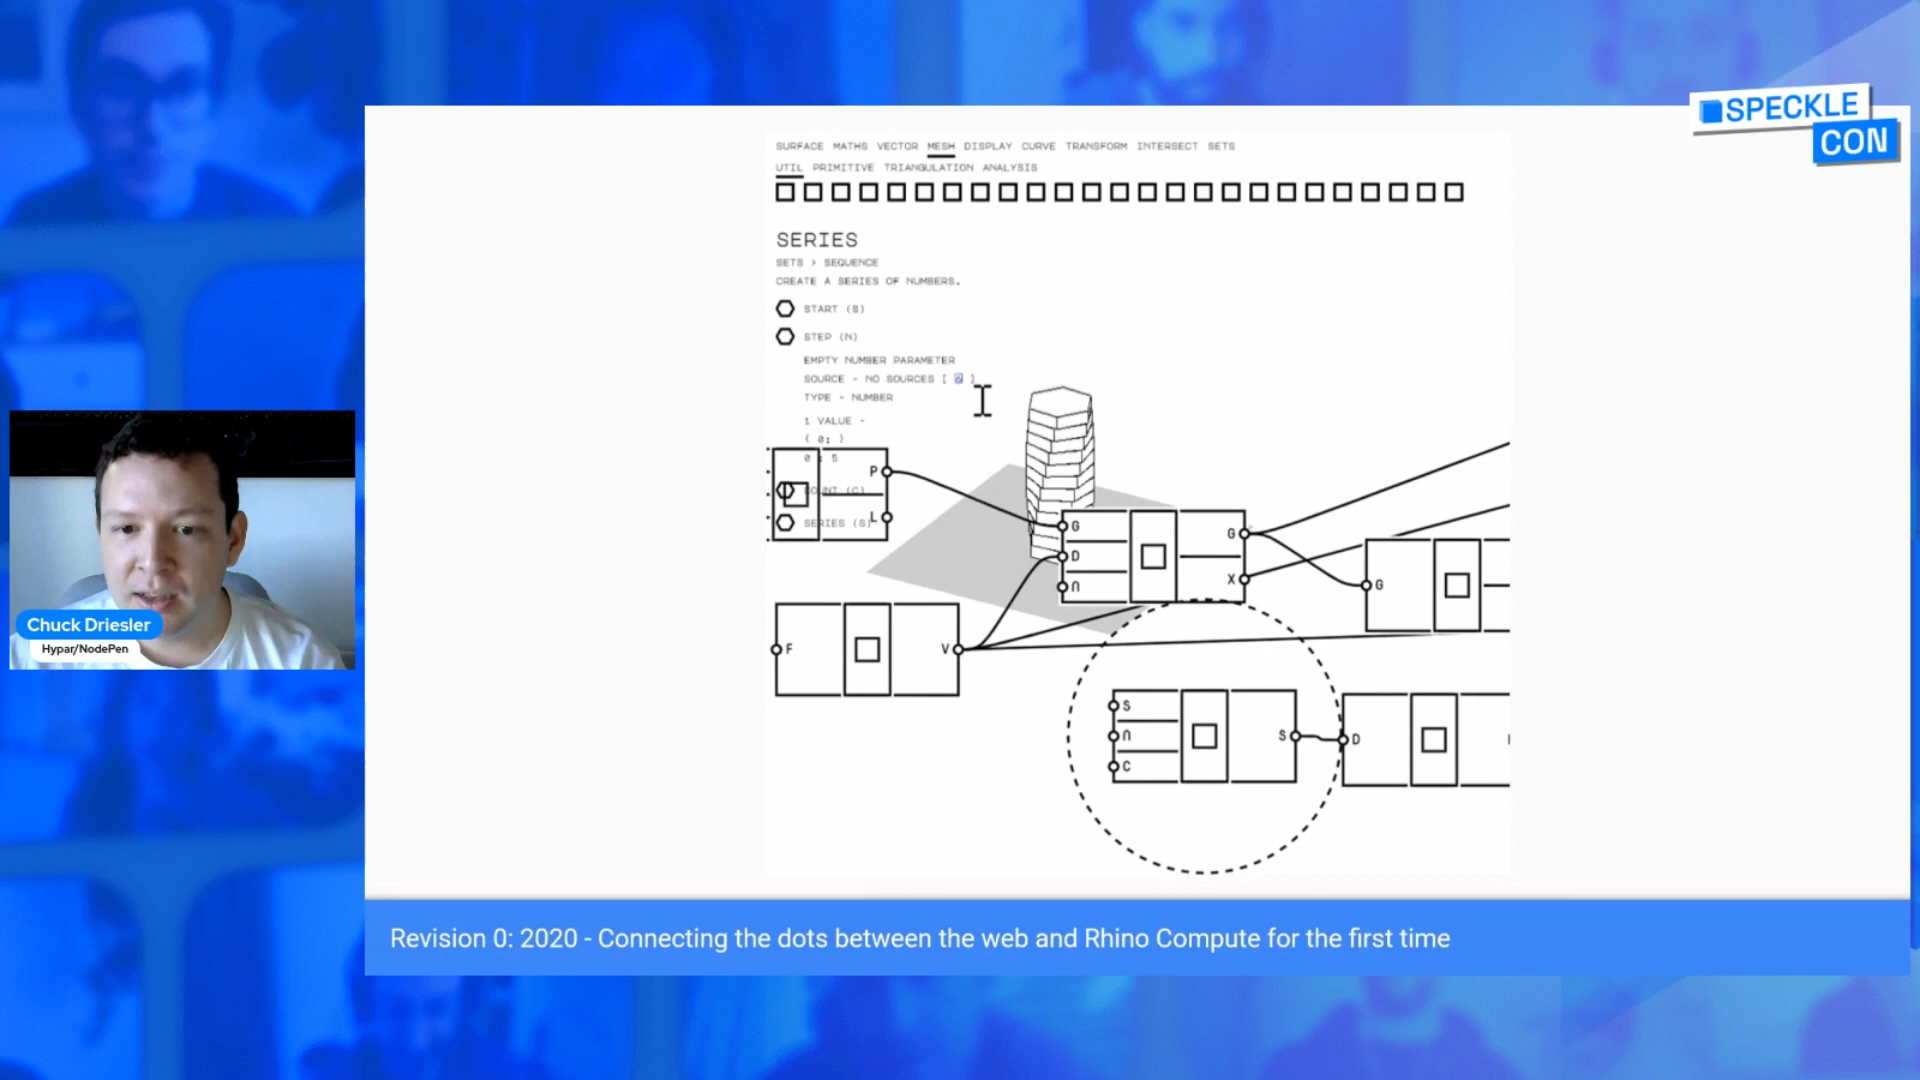 SPECKLE
CON
SURFACE MATHS VECTOR MESH DISPLAY CURVE TRANSFORM INTERSECT SETS
UTIL PRIMITIVE TRIANGULATION ANALYSIS
SERIES
SETS > SEQUENCE
CREATE A SERIES OF NUMBERS.
START (S)
STEP (N)
EMPTY NUMBER PARAMETER
SOURCE - NO SOURCES [ ]
TYPE - NUMBER
1 VALUE -
( 0; )
0 : 5
P
COUNT (C)
L
SERIES (S)
G
D
N
G
X
G
F
V
S
N
C
S
D
Chuck Driesler
Hypar/NodePen
Revision 0: 2020 - Connecting the dots between the web and Rhino Compute for the first time